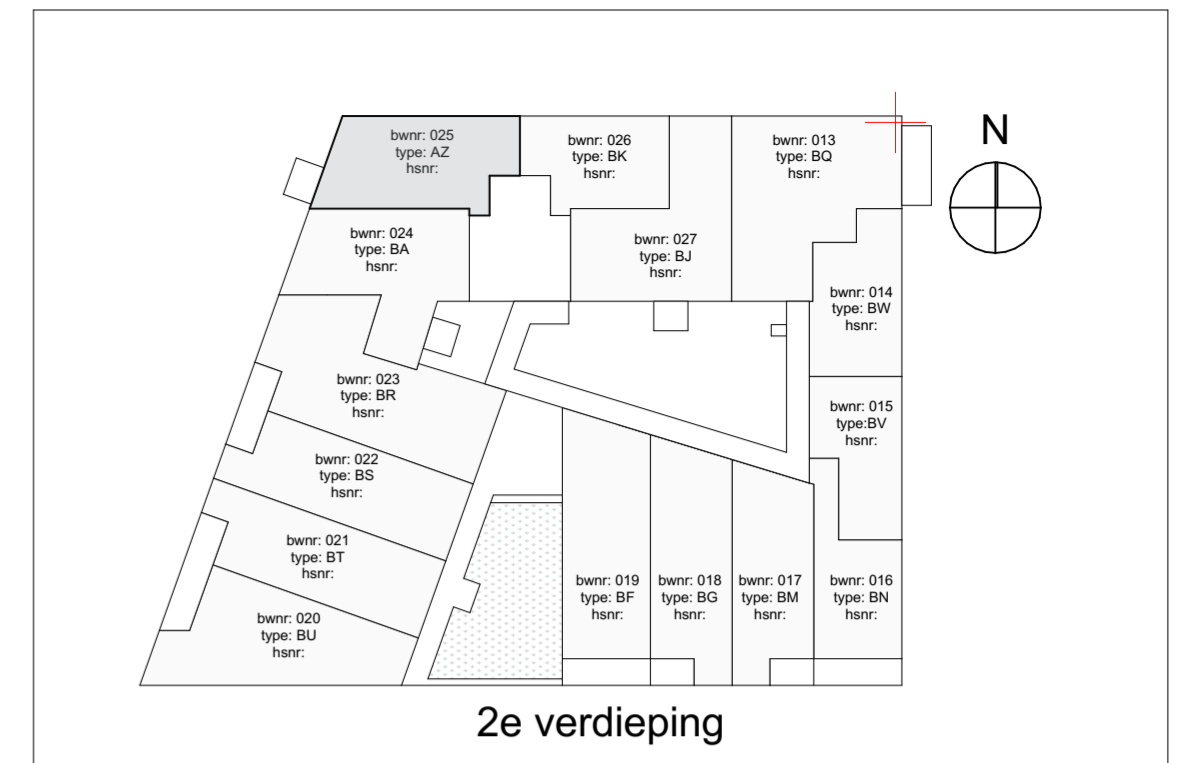 bwnr: 025
type: AZ
hsnr:
bwnr: 026
type: BK
hsnr:
bwnr: 013
type: BQ
hsnr:
N
bwnr: 024
type: BA
hsnr:
bwnr: 027
type: BJ
hsnr:
bwnr: 014
type: BW
hsnr:
bwnr: 023
type: BR
hsnr:
bwnr: 015
type:BV
hsnr:
bwnr: 022
type: BS
hsnr:
bwnr: 021
type: BT
hsnr:
bwnr: 020
type: BU
hsnr:
bwnr: 019
type: BF
hsnr:
bwnr: 018
type: BG
hsnr:
bwnr: 017
type: BM
hsnr:
bwnr: 016
type: BN
hsnr:
2e verdieping